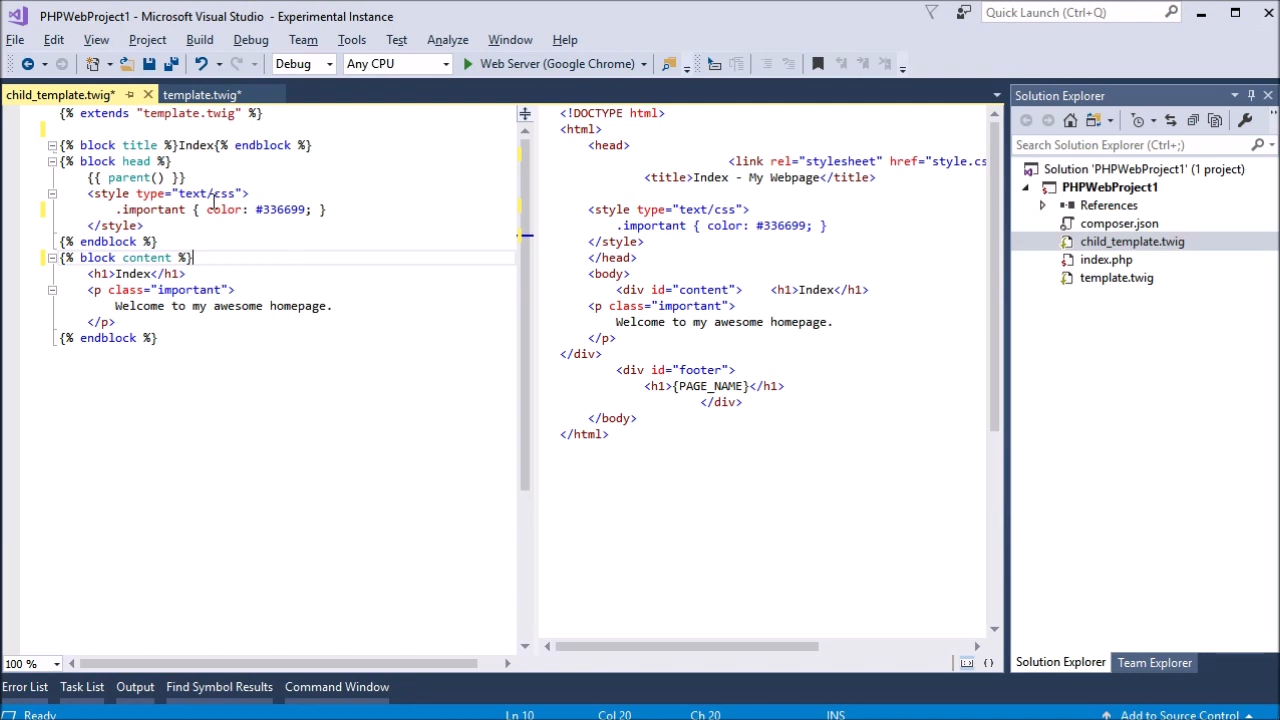 PHPWebProject1 - Microsoft Visual Studio - Experimental Instance
Quick Launch (Ctrl+Q)
File Edit View Project Build Debug Team Tools Test Analyze Window Help
Debug Any CPU Web Server (Google Chrome)
child_template.twig* template.twig*
{% extends "template.twig" %}
{% block title %}Index{% endblock %}
{% block head %}
{{ parent() }}
<style type="text/css">
.important { color: #336699; }
</style>
{% endblock %}
{% block content %}
<h1>Index</h1>
<p class="important">
Welcome to my awesome homepage.
</p>
{% endblock %}
100 %
<!DOCTYPE html>
<html>
<head>
<link rel="stylesheet" href="style.cs
<title>Index - My Webpage</title>
<style type="text/css">
.important { color: #336699; }
</style>
</head>
<body>
<div id="content"> <h1>Index</h1>
<p class="important">
Welcome to my awesome homepage.
</p>
</div>
<div id="footer">
<h1>{PAGE_NAME}</h1>
</div>
</body>
</html>
Solution Explorer
Search Solution Explorer (Ctrl+;)
Solution 'PHPWebProject1' (1 project)
PHPWebProject1
References
composer.json
child_template.twig
index.php
template.twig
Solution Explorer Team Explorer
Error List Task List Output Find Symbol Results Command Window
Ready Ln 10 Col 20 Ch 20 INS Add to Source Control